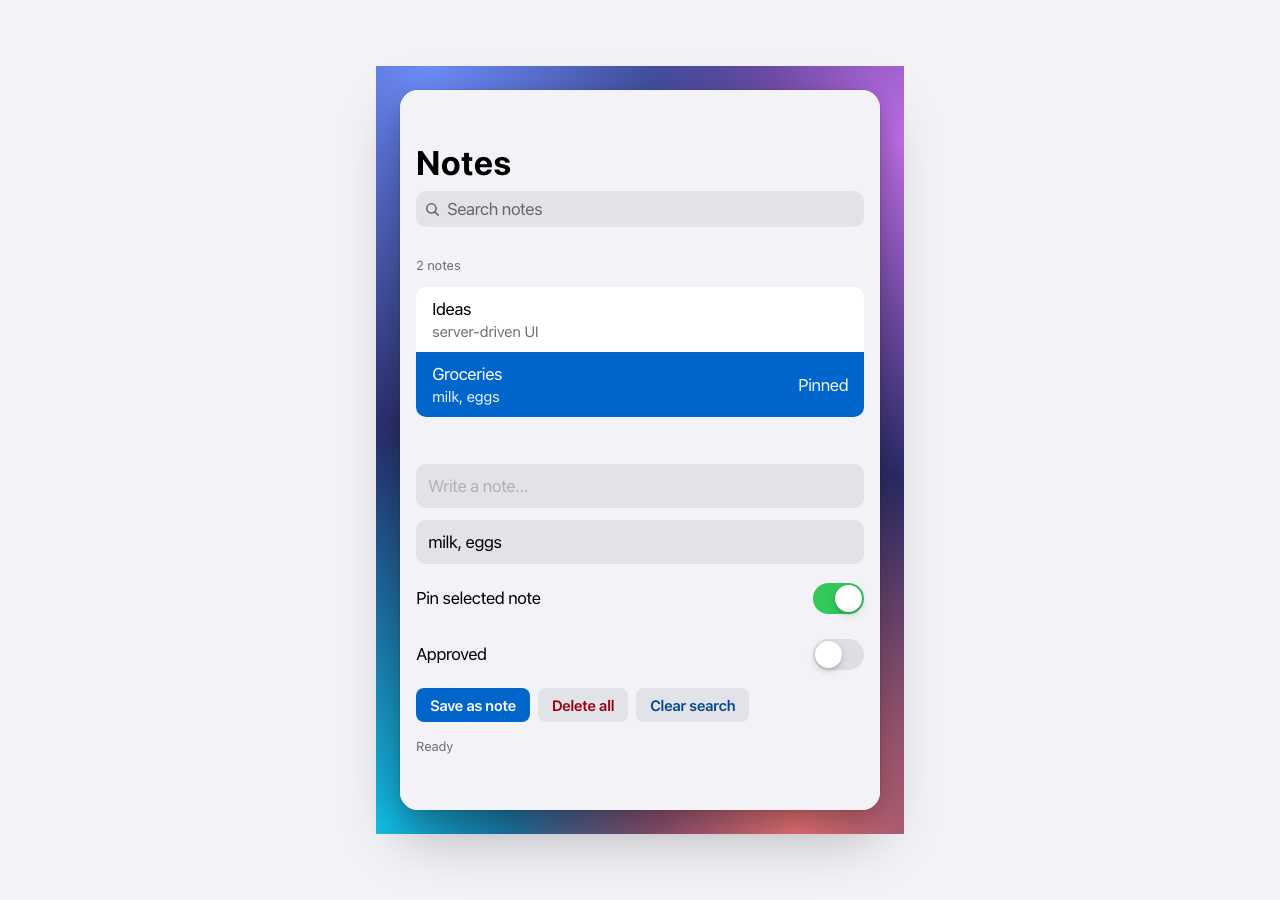 Notes
Search notes
2 notes
Ideas
server-driven UI
Groceries
milk, eggs
Pinned
Write a note...
milk, eggs
Pin selected note
Approved
Save as note
Delete all
Clear search
Ready